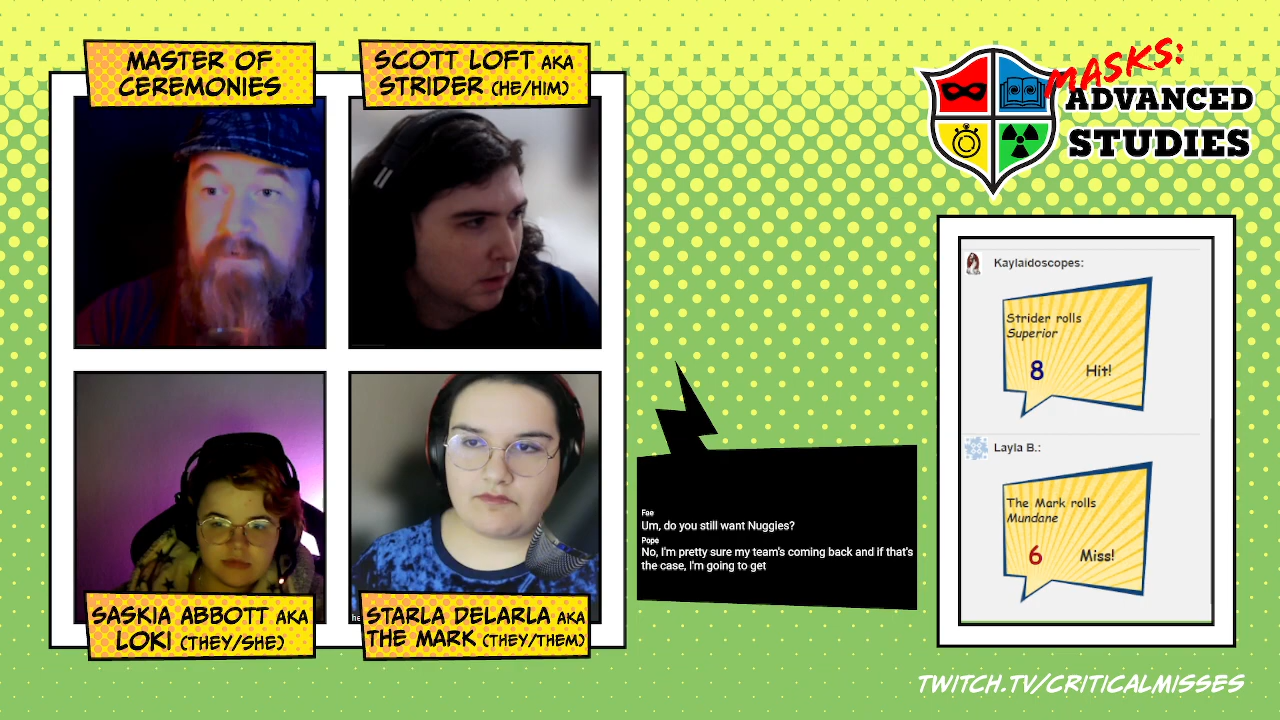 MASTER OF
CEREMONIES
SCOTT LOFT AKA
STRIDER (HE/HIM)
SASKIA ABBOTT AKA
LOKI (THEY/SHE)
STARLA DELARLA AKA
THE MARK (THEY/THEM)
Fae
Um, do you still want Nuggies?
Pope
No, I'm pretty sure my team's coming back and if that's
the case, I'm going to get
MASKS:
ADVANCED
STUDIES
Kaylaidoscopes:
Strider rolls
Superior
8 Hit!
Layla B.:
The Mark rolls
Mundane
6 Miss!
TWITCH.TV/CRITICALMISSES